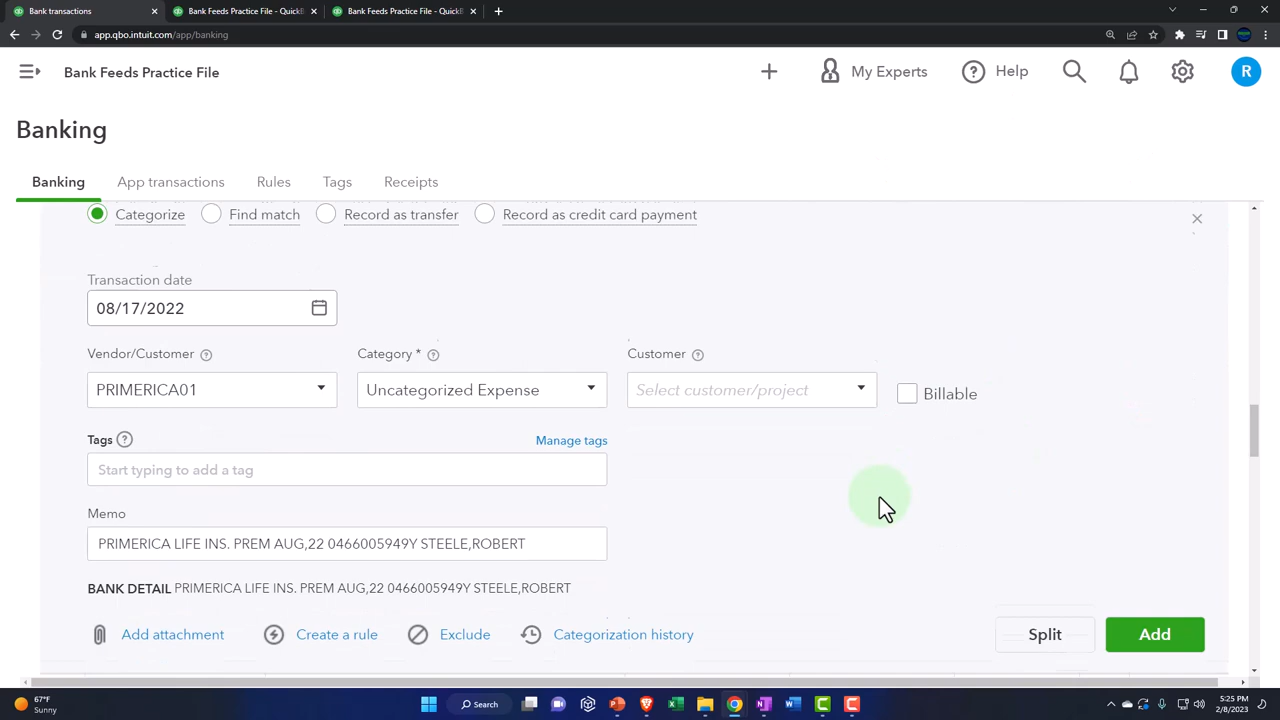 Bank transactions
Primerica File - QuickB
Bank Feeds Practice File - QuickB
app.qbo.intuit.com/app/banking
Bank Feeds Practice File
My Experts
Help
R
Banking
Banking App transactions Rules Tags Receipts
Categorize Find match Record as transfer Record as credit card payment
Transaction date
08/17/2022
Vendor/Customer Category * Customer
PRIMERICA01 Uncategorized Expense Select customer/project Billable
Tags Manage tags
Start typing to add a tag
Memo
PRIMERICA LIFE INS. PREM AUG,22 0466005949Y STEELE,ROBERT
BANK DETAIL PRIMERICA LIFE INS. PREM AUG,22 0466005949Y STEELE,ROBERT
Add attachment Create a rule Exclude Categorization history Split Add
67°F
Sunny
Search
5:25 PM
2/8/2023